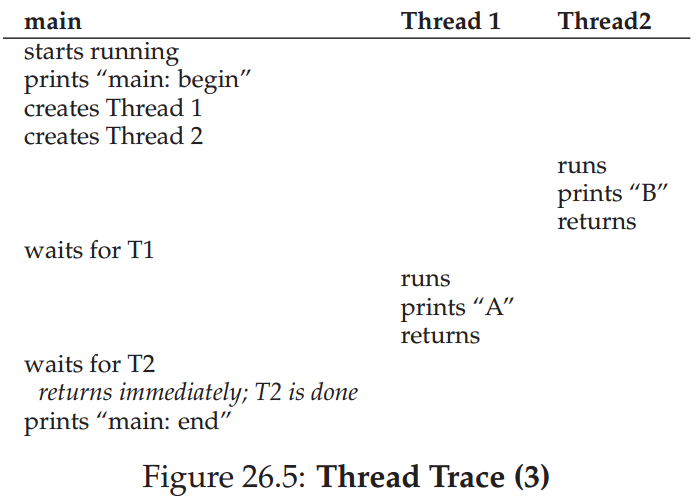 main Thread 1 Thread2
starts running
prints “main: begin”
creates Thread 1
creates Thread 2
runs
prints “B”
returns
waits for T1
runs
prints “A”
returns
waits for T2
returns immediately; T2 is done
prints “main: end”
Figure 26.5: Thread Trace (3)